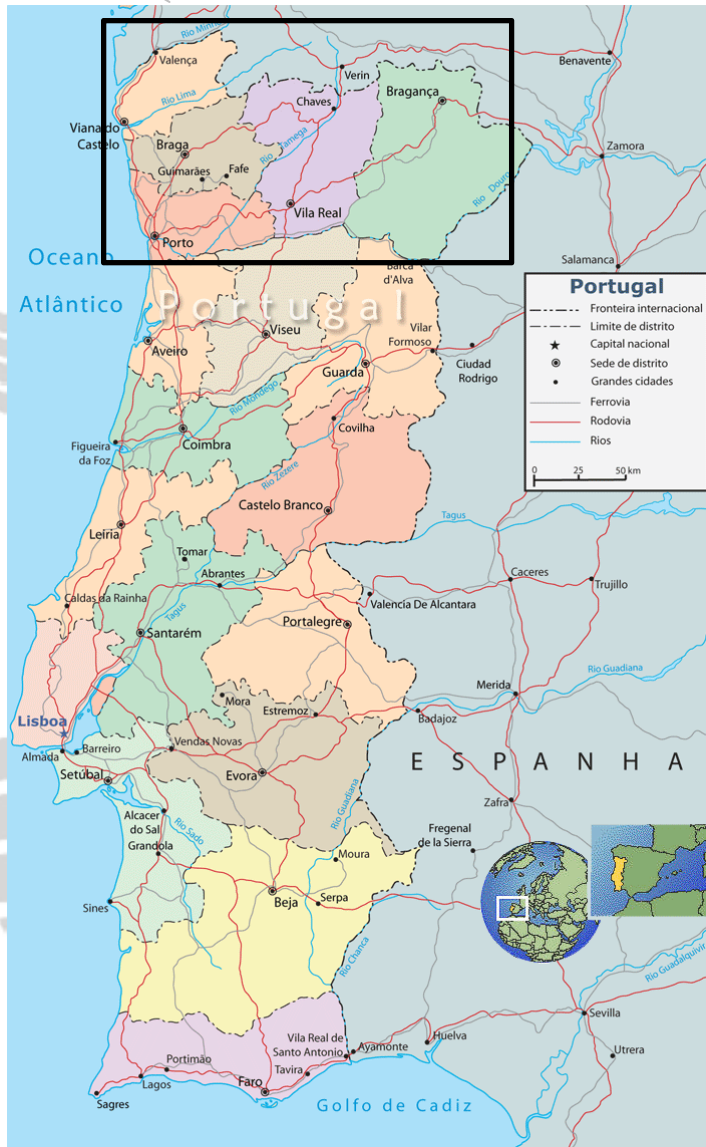 Rio Minho
Valença
Verin
Benavente
Rio Lima
Bragança
Chaves
Viana do
Castelo
Braga
Rio Tamega
Guimarães
Fafe
Zamora
Rio Douro
Vila Real
Porto
Oceano
Atlântico
Salamanca
Barca
d'Alva
Portugal
Portugal
Fronteira internacional
Limite de distrito
Capital nacional
Sede de distrito
Grandes cidades
Ferrovia
Rodovia
Rios
0 25 50 km
Viseu
Vilar
Formoso
Aveiro
Guarda
Ciudad
Rodrigo
Rio Mondego
Covilha
Coimbra
Figueira
da Foz
Rio Zezere
Castelo Branco
Tagus
Leiria
Tomar
Abrantes
Caceres
Trujillo
Caldas da Rainha
Tagus
Valencia De Alcantara
Santarém
Portalegre
Rio Guadiana
Merida
Mora
Estremoz
Badajoz
Lisboa
Almada
Barreiro
Vendas Novas
ESPANHA
Setúbal
Evora
Rio Guadiana
Zafra
Alcacer
do Sal
Rio Sado
Grandola
Fregenal
de la Sierra
Moura
Beja
Serpa
Sines
Rio Chanca
Rio Guadalquivir
Sevilla
Vila Real de
Santo Antonio
Ayamonte
Huelva
Utrera
Portimão
Tavira
Lagos
Faro
Sagres
Golfo de Cadiz